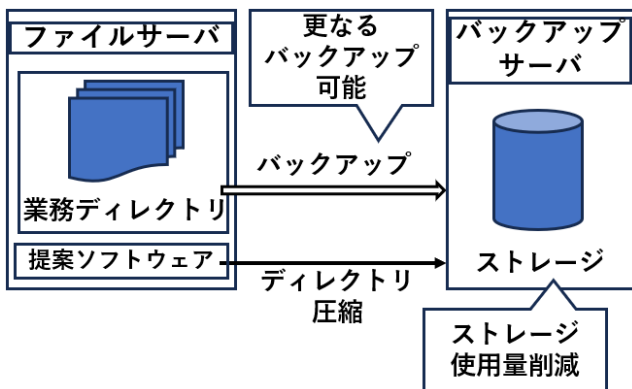 ファイルサーバ
業務ディレクトリ
提案ソフトウェア
更なる
バックアップ
可能
バックアップ
ディレクトリ
圧縮
バックアップ
サーバ
ストレージ
ストレージ
使用量削減